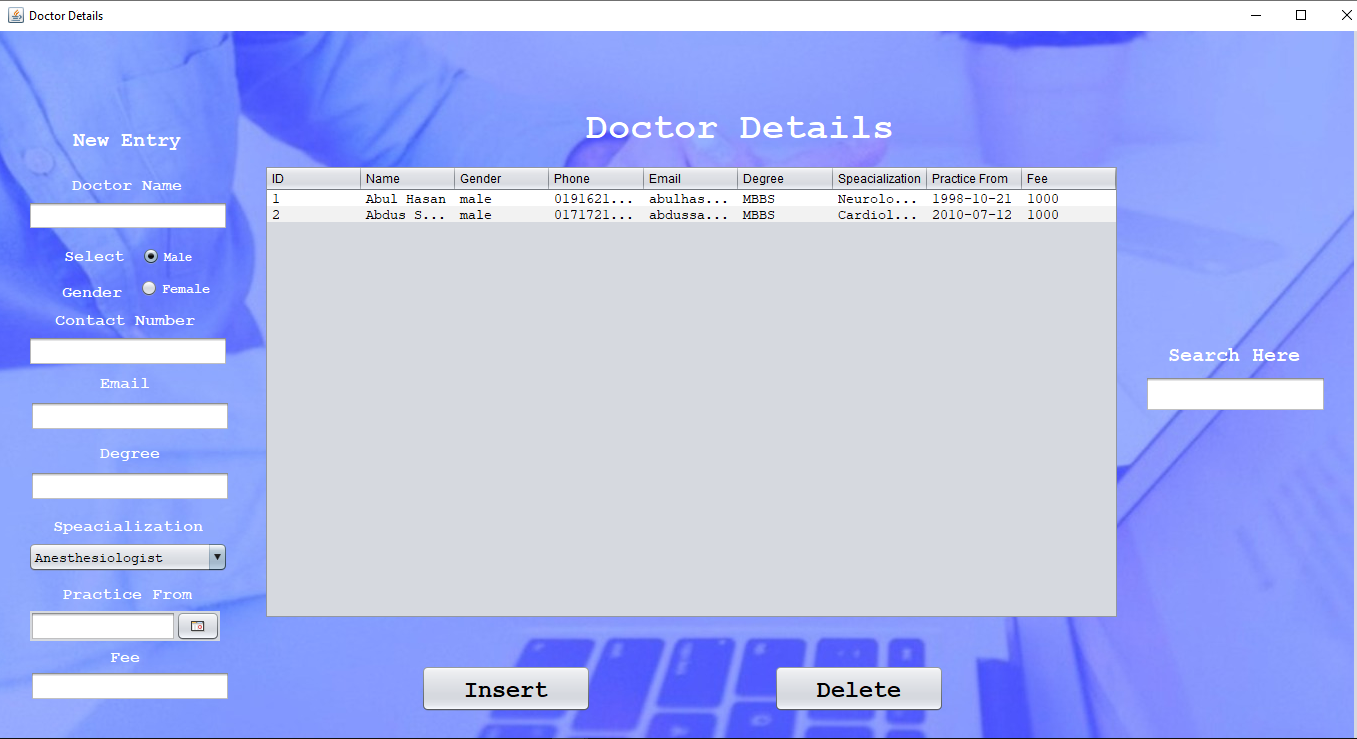 Doctor Details
Doctor Details
New Entry
Doctor Name
Select Male
Gender Female
Contact Number
Email
Degree
Speacialization
Anesthesiologist
Practice From
Fee
ID Name Gender Phone Email Degree Speacialization Practice From Fee
1 Abul Hasan male 0191621... abulhas... MBBS Neurolo... 1998-10-21 1000
2 Abdus S... male 0171721... abdussa... MBBS Cardiol... 2010-07-12 1000
Search Here
Insert Delete